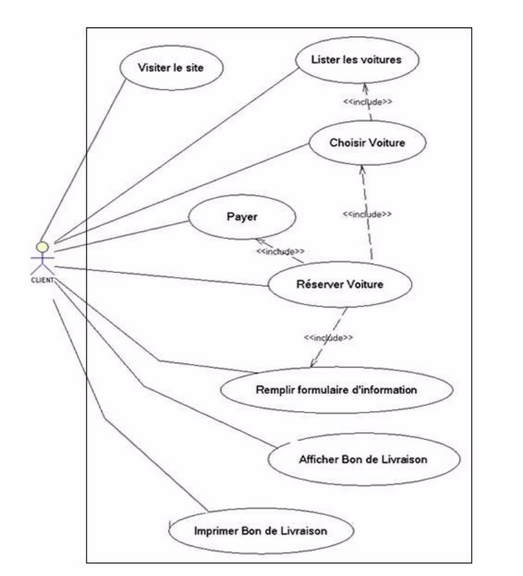 Visiter le site
Lister les voitures
<<include>>
Choisir Voiture
<<include>>
Payer
<<include>>
CLIENT
Réserver Voiture
<<include>>
Remplir formulaire d'information
Afficher Bon de Livraison
Imprimer Bon de Livraison